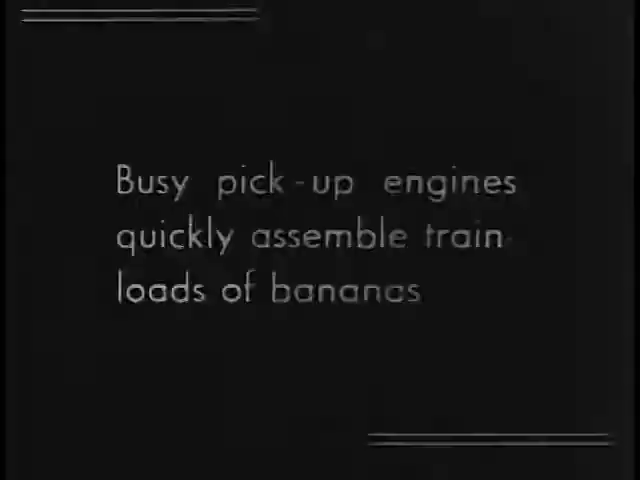 Busy pick-up engines
quickly assemble train-
loads of bananas